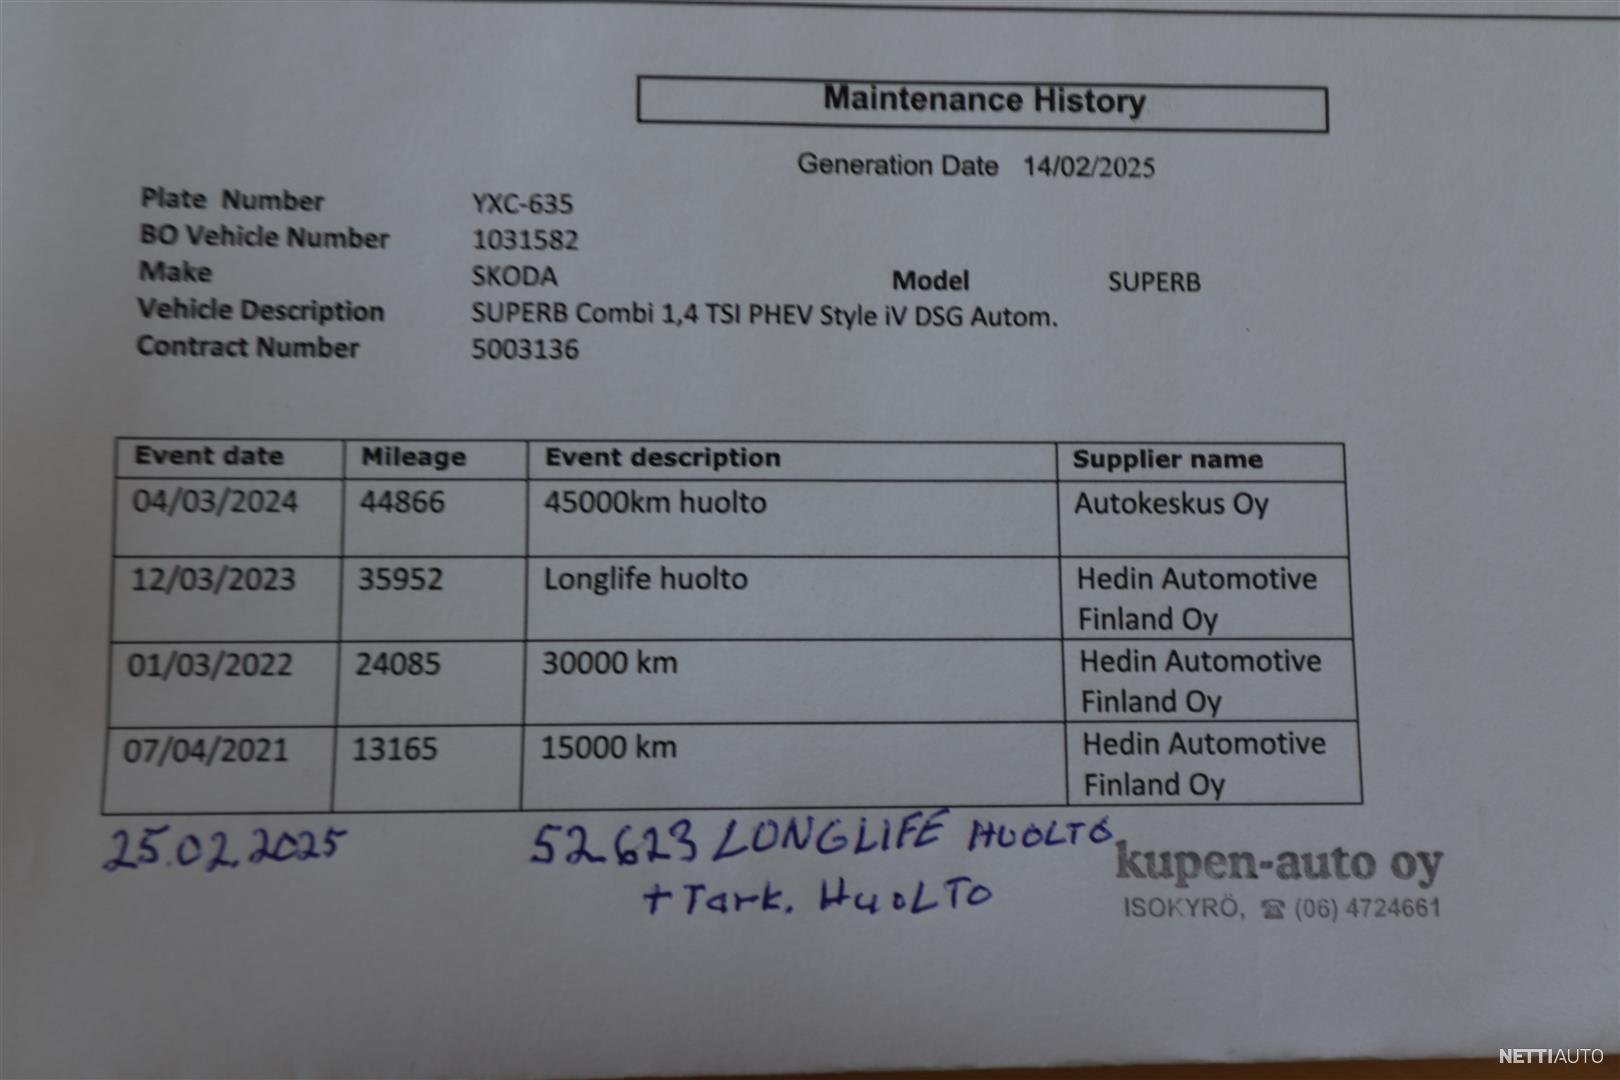 Maintenance History
Generation Date 14/02/2025
Plate Number YXC-635
BO Vehicle Number 1031582
Make SKODA Model SUPERB
Vehicle Description SUPERB Combi 1,4 TSI PHEV Style iV DSG Autom.
Contract Number 5003136
Event date Mileage Event description Supplier name
04/03/2024 44866 45000km huolto Autokeskus Oy
12/03/2023 35952 Longlife huolto Hedin Automotive
Finland Oy
01/03/2022 24085 30000 km Hedin Automotive
Finland Oy
07/04/2021 13165 15000 km Hedin Automotive
Finland Oy
25.02.2025 52.623 LONGLIFE HUOLTO
+ Tark. HUOLTO
kupen-auto oy
ISOKYRÖ, ☎ (06) 4724661
NETTIAUTO